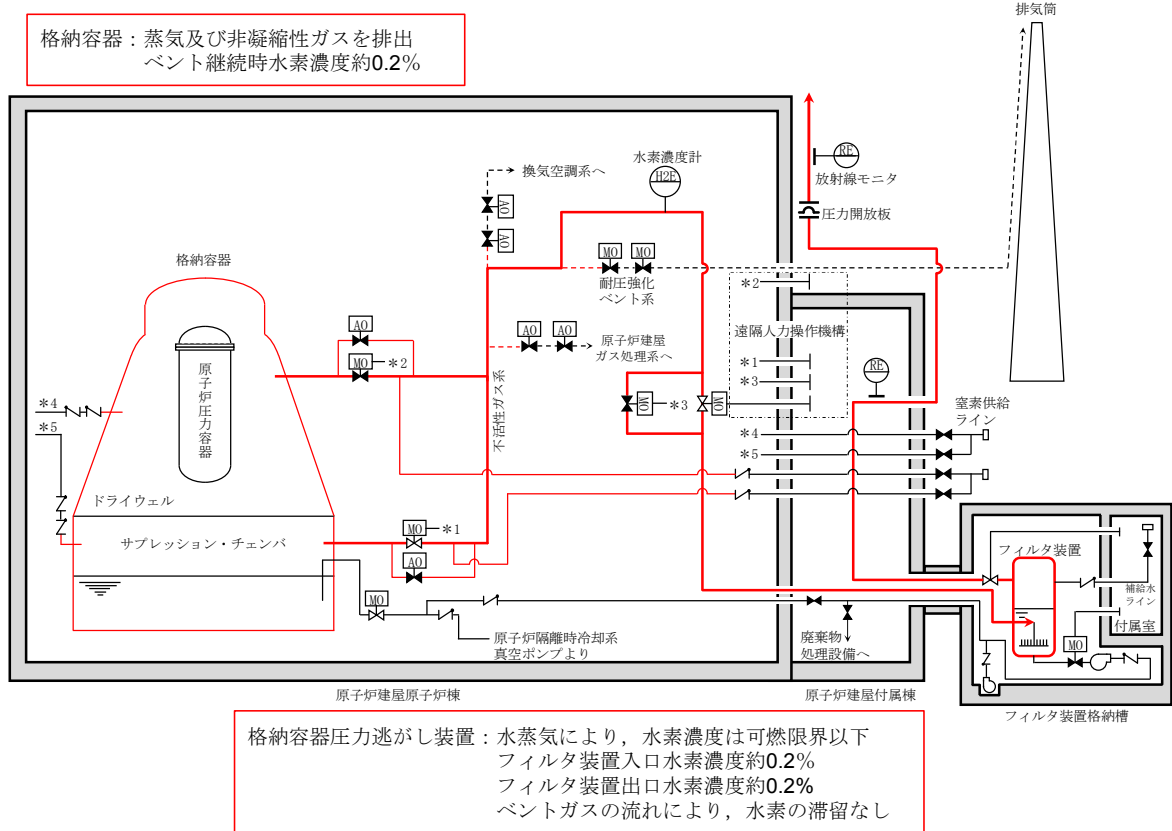 格納容器：蒸気及び非凝縮性ガスを排出
ベント継続時水素濃度約0.2%
排気筒
水素濃度計
H2E
RE
放射線モニタ
換気空調系へ
AO
AO
圧力開放板
格納容器
MO
MO
耐圧強化
ベント系
*2
遠隔人力操作機構
AO
MO
*2
AO
AO
原子炉建屋
ガス処理系へ
*1
*3
RE
原子炉圧力容器
不活性ガス系
MO
*3
MO
窒素供給
ライン
*4
*5
*4
*5
ドライウェル
サプレッション・チェンバ
MO
*1
AO
フィルタ装置
補給水
ライン
付属室
MO
MO
原子炉隔離時冷却系
真空ポンプより
廃棄物
処理設備へ
原子炉建屋原子炉棟
原子炉建屋付属棟
フィルタ装置格納槽
格納容器圧力逃がし装置：水蒸気により，水素濃度は可燃限界以下
フィルタ装置入口水素濃度約0.2%
フィルタ装置出口水素濃度約0.2%
ベントガスの流れにより，水素の滞留なし